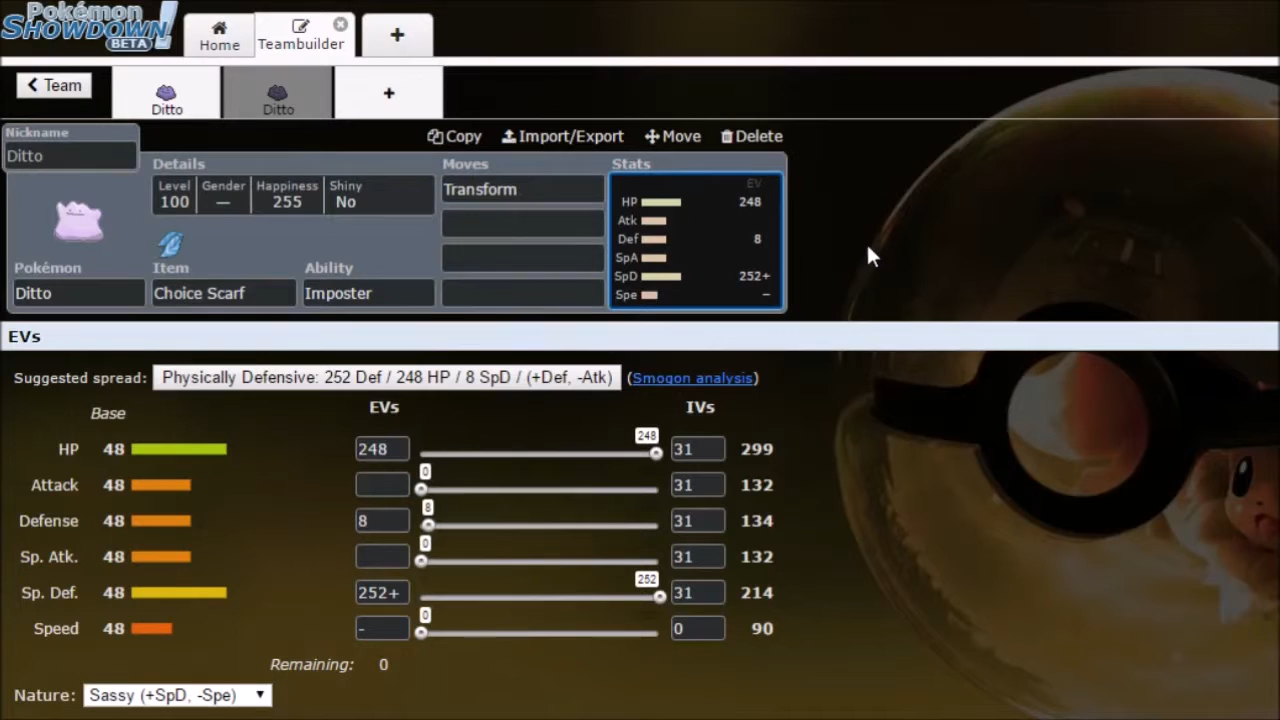 Pokémon
SHOWDOWN!
BETA
Home
Teambuilder
+
Team
Ditto
Ditto
+
Copy
Import/Export
Move
Delete
Nickname
Ditto
Details
Level
100
Gender
—
Happiness
255
Shiny
No
Pokémon
Ditto
Item
Choice Scarf
Ability
Imposter
Moves
Transform
Stats
EV
HP 248
Atk
Def 8
SpA
SpD 252+
Spe −
EVs
Suggested spread: Physically Defensive: 252 Def / 248 HP / 8 SpD / (+Def, -Atk) (Smogon analysis)
Base EVs IVs
HP 48 248 248 31 299
Attack 48 0 31 132
Defense 48 8 8 31 134
Sp. Atk. 48 0 31 132
Sp. Def. 48 252+ 252 31 214
Speed 48 - 0 0 90
Remaining: 0
Nature: Sassy (+SpD, -Spe)